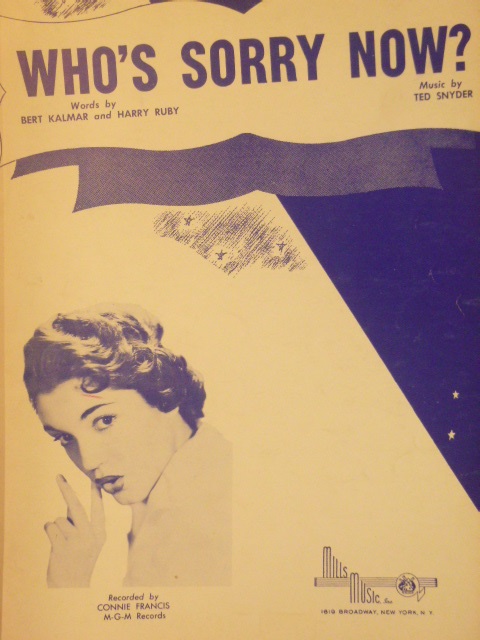 WHO'S SORRY NOW?
Words by
BERT KALMAR and HARRY RUBY
Music by
TED SNYDER
Recorded by
CONNIE FRANCIS
M-G-M Records
Mills
Music, Inc.
1619 BROADWAY, NEW YORK, N. Y.